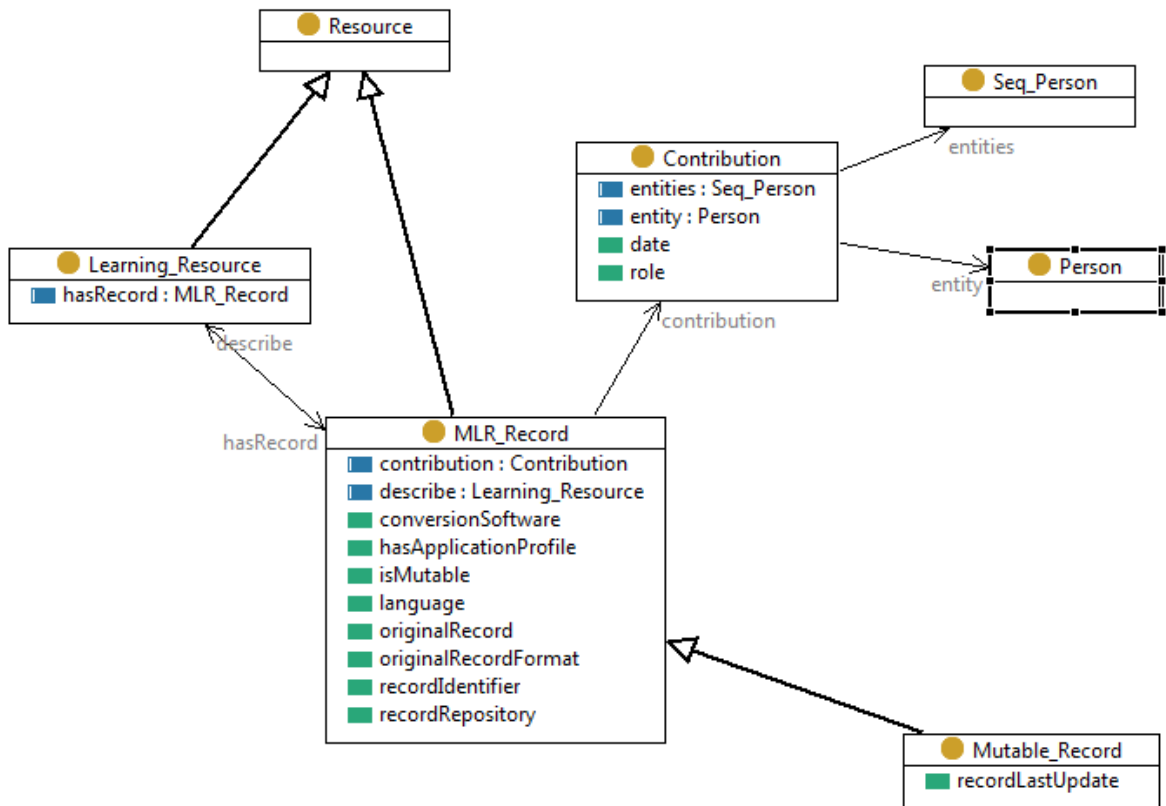 Resource
Seq_Person
entities
Contribution
entities : Seq_Person
entity : Person
date
role
Person
entity
Learning_Resource
hasRecord : MLR_Record
contribution
describe
hasRecord
MLR_Record
contribution : Contribution
describe : Learning_Resource
conversionSoftware
hasApplicationProfile
isMutable
language
originalRecord
originalRecordFormat
recordIdentifier
recordRepository
Mutable_Record
recordLastUpdate